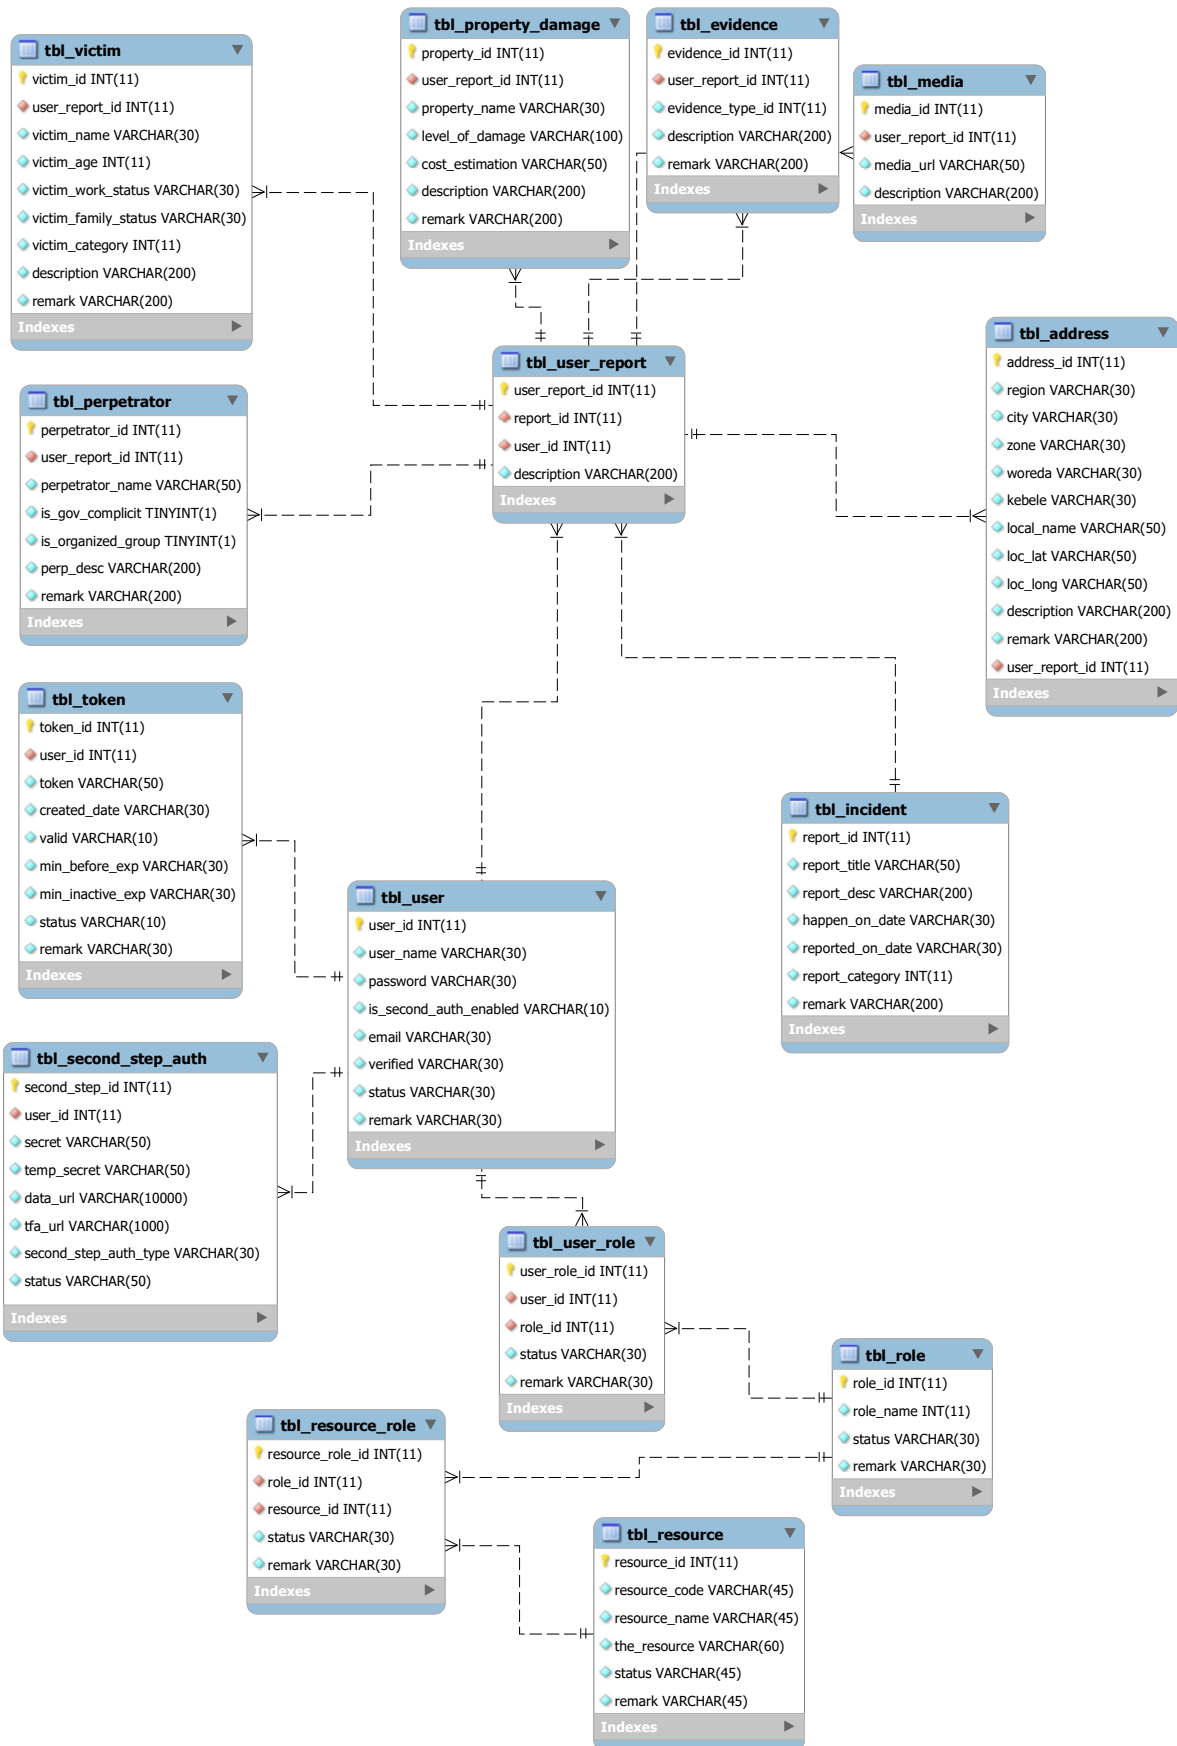 tbl_property_damage
property_id INT(11)
user_report_id INT(11)
property_name VARCHAR(30)
level_of_damage VARCHAR(100)
cost_estimation VARCHAR(50)
description VARCHAR(200)
remark VARCHAR(200)
Indexes
tbl_evidence
evidence_id INT(11)
user_report_id INT(11)
evidence_type_id INT(11)
description VARCHAR(200)
remark VARCHAR(200)
Indexes
tbl_victim
victim_id INT(11)
user_report_id INT(11)
victim_name VARCHAR(30)
victim_age INT(11)
victim_work_status VARCHAR(30)
victim_family_status VARCHAR(30)
victim_category INT(11)
description VARCHAR(200)
remark VARCHAR(200)
Indexes
tbl_media
media_id INT(11)
user_report_id INT(11)
media_url VARCHAR(50)
description VARCHAR(200)
Indexes
tbl_address
address_id INT(11)
region VARCHAR(30)
city VARCHAR(30)
zone VARCHAR(30)
woreda VARCHAR(30)
kebele VARCHAR(30)
local_name VARCHAR(50)
loc_lat VARCHAR(50)
loc_long VARCHAR(50)
description VARCHAR(200)
remark VARCHAR(200)
user_report_id INT(11)
Indexes
tbl_user_report
user_report_id INT(11)
report_id INT(11)
user_id INT(11)
description VARCHAR(200)
Indexes
tbl_perpetrator
perpetrator_id INT(11)
user_report_id INT(11)
perpetrator_name VARCHAR(50)
is_gov_complicit TINYINT(1)
is_organized_group TINYINT(1)
perp_desc VARCHAR(200)
remark VARCHAR(200)
Indexes
tbl_token
token_id INT(11)
user_id INT(11)
token VARCHAR(50)
created_date VARCHAR(30)
valid VARCHAR(10)
min_before_exp VARCHAR(30)
min_inactive_exp VARCHAR(30)
status VARCHAR(10)
remark VARCHAR(30)
Indexes
tbl_incident
report_id INT(11)
report_title VARCHAR(50)
report_desc VARCHAR(200)
happen_on_date VARCHAR(30)
reported_on_date VARCHAR(30)
report_category INT(11)
remark VARCHAR(200)
Indexes
tbl_user
user_id INT(11)
user_name VARCHAR(30)
password VARCHAR(30)
is_second_auth_enabled VARCHAR(10)
email VARCHAR(30)
verified VARCHAR(30)
status VARCHAR(30)
remark VARCHAR(30)
Indexes
tbl_second_step_auth
second_step_id INT(11)
user_id INT(11)
secret VARCHAR(50)
temp_secret VARCHAR(50)
data_url VARCHAR(10000)
tfa_url VARCHAR(1000)
second_step_auth_type VARCHAR(30)
status VARCHAR(50)
Indexes
tbl_user_role
user_role_id INT(11)
user_id INT(11)
role_id INT(11)
status VARCHAR(30)
remark VARCHAR(30)
Indexes
tbl_role
role_id INT(11)
role_name INT(11)
status VARCHAR(30)
remark VARCHAR(30)
Indexes
tbl_resource_role
resource_role_id INT(11)
role_id INT(11)
resource_id INT(11)
status VARCHAR(30)
remark VARCHAR(30)
Indexes
tbl_resource
resource_id INT(11)
resource_code VARCHAR(45)
resource_name VARCHAR(45)
the_resource VARCHAR(60)
status VARCHAR(45)
remark VARCHAR(45)
Indexes